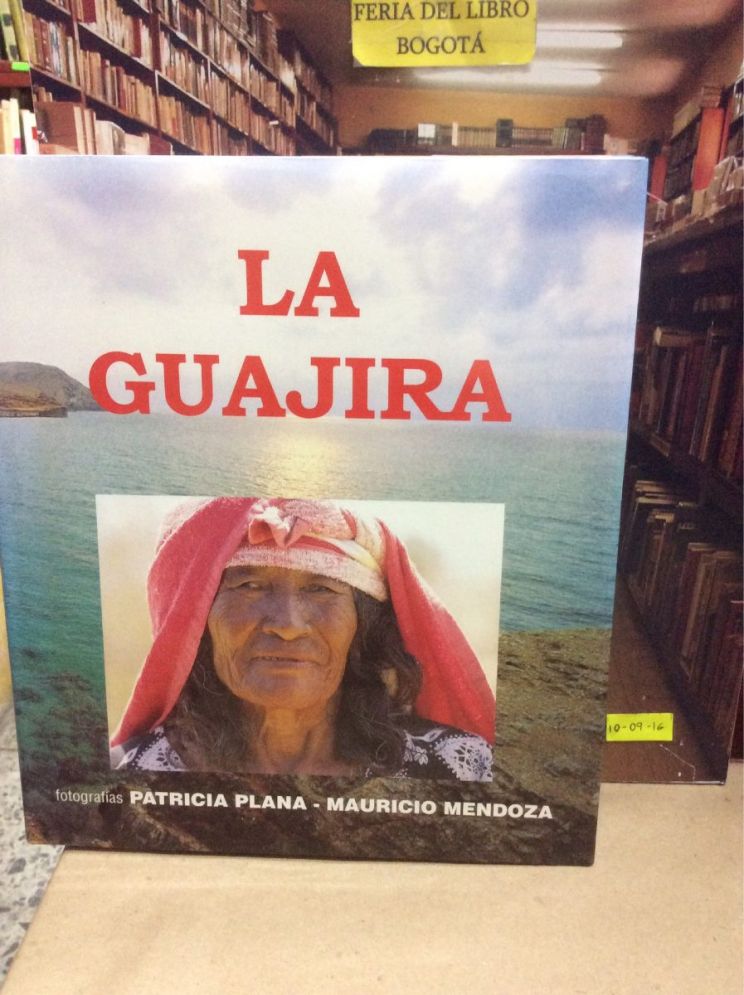 FERIA DEL LIBRO
BOGOTÁ
LA
GUAJIRA
fotografías PATRICIA PLANA - MAURICIO MENDOZA
10-09-16